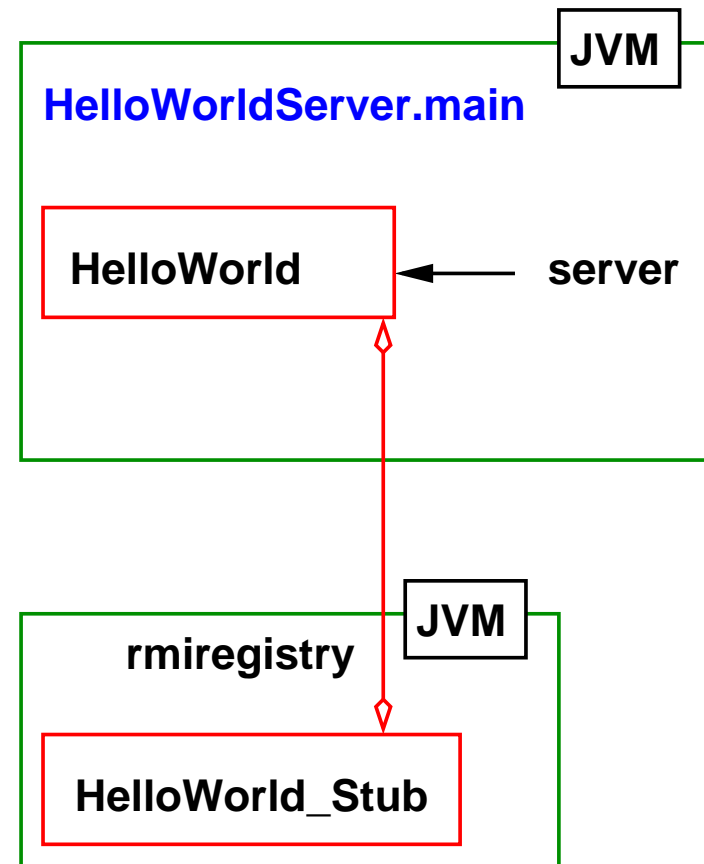 JVM
HelloWorldServer.main
HelloWorld
server
JVM
rmiregistry
HelloWorld_Stub